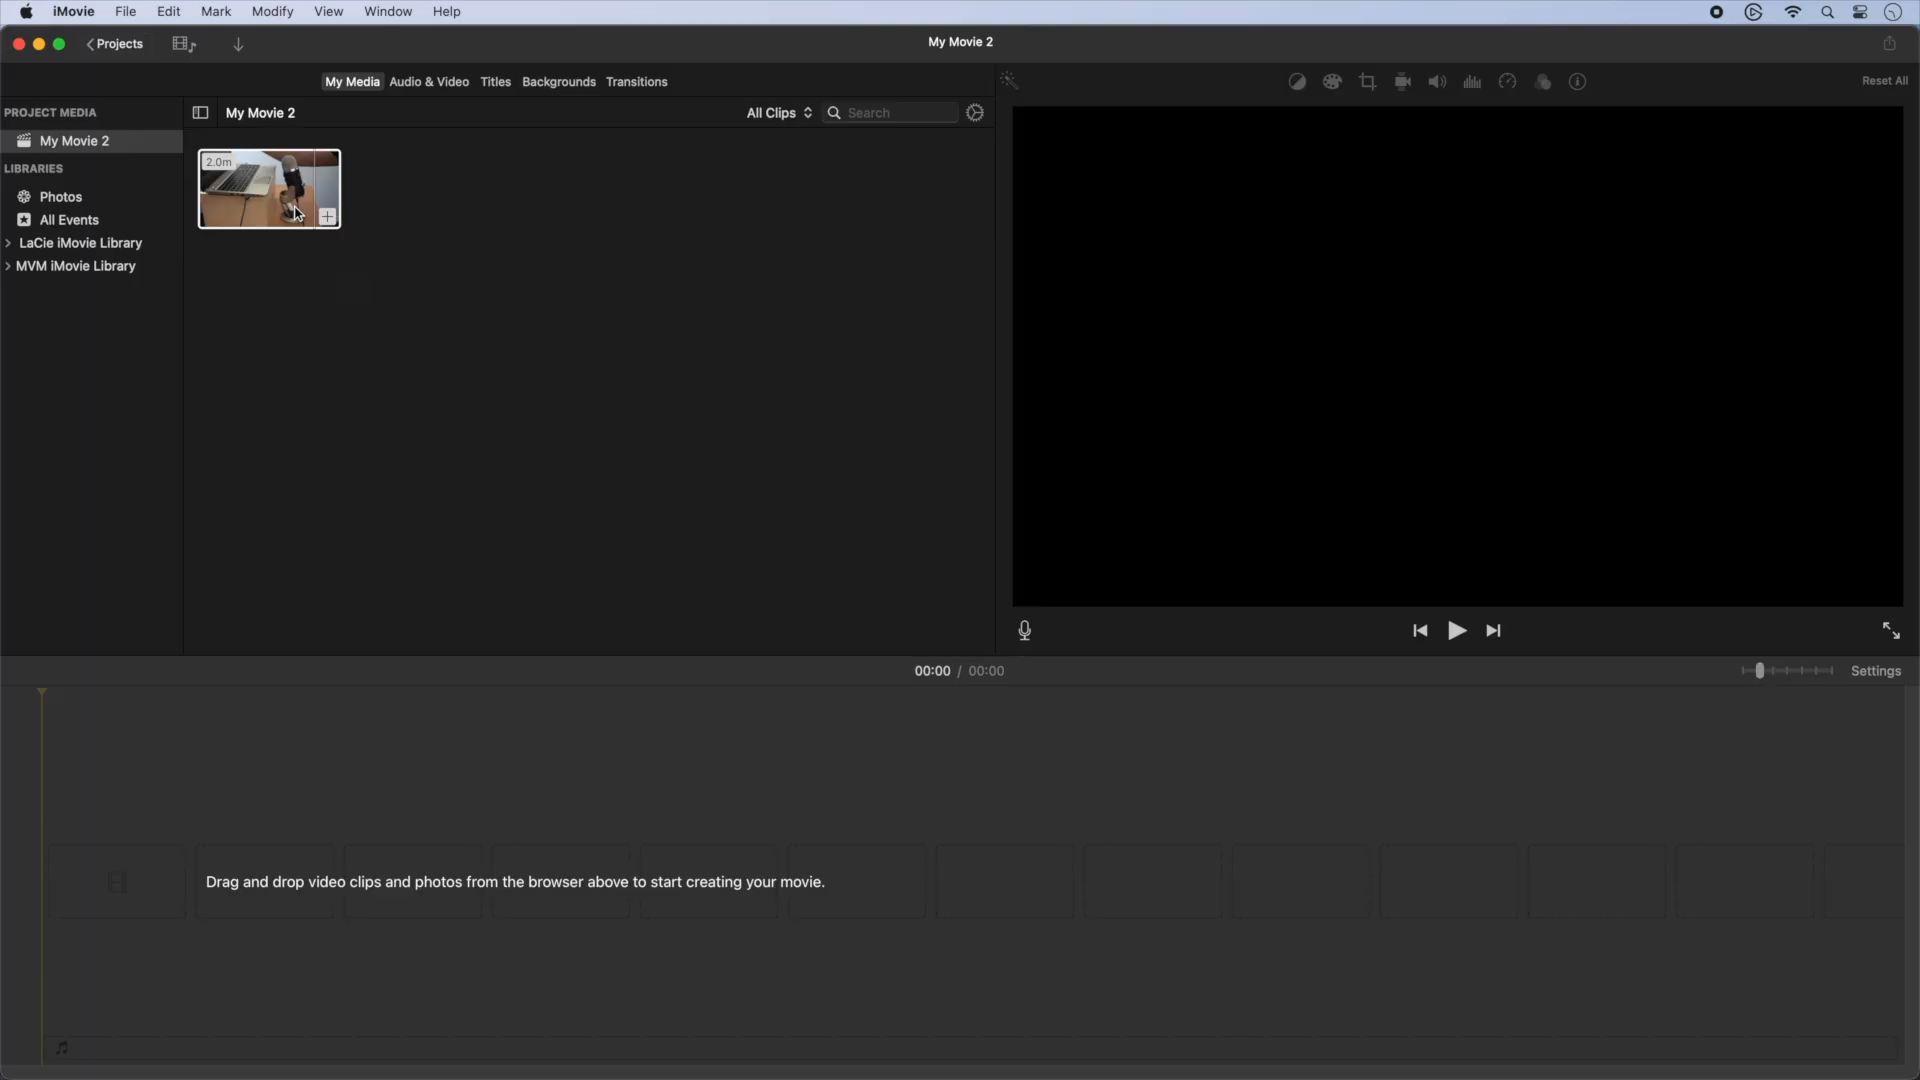 iMovie File Edit Mark Modify View Window Help
Projects
My Movie 2
My Media Audio & Video Titles Backgrounds Transitions
Reset All
PROJECT MEDIA
My Movie 2
All Clips
Search
My Movie 2
LIBRARIES
Photos
All Events
LaCie iMovie Library
MVM iMovie Library
2.0m
00:00 / 00:00
Settings
Drag and drop video clips and photos from the browser above to start creating your movie.